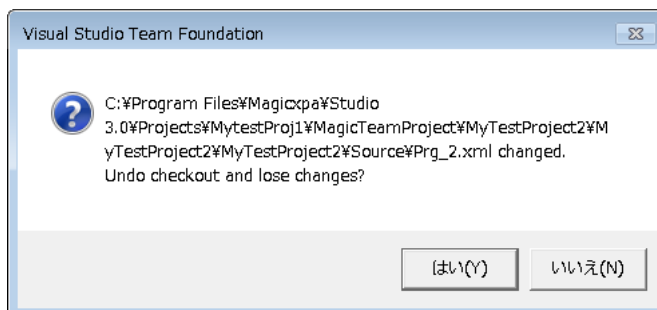 Visual Studio Team Foundation
C:¥Program Files¥Magicxpa¥Studio
3.0¥Projects¥MytestProj1¥MagicTeamProject¥MyTestProject2¥M
yTestProject2¥MyTestProject2¥Source¥Prg_2.xml changed.
Undo checkout and lose changes?
はい(Y) いいえ(N)